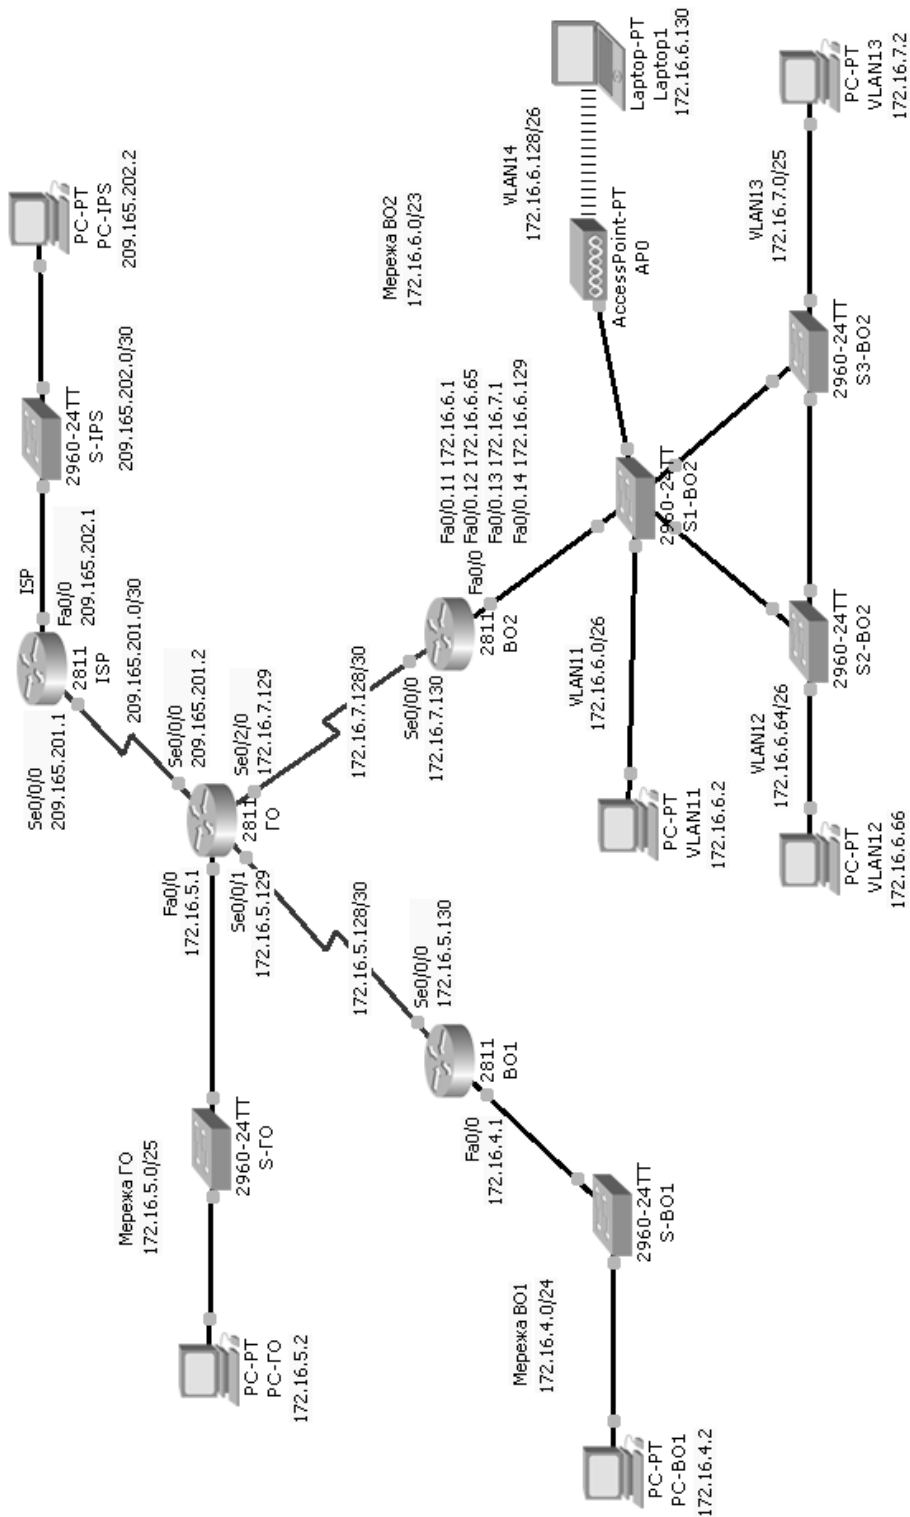 Мережа ГО
172.16.5.0/25
PC-PT
PC-ГО
172.16.5.2
2960-24TT
S-ГО
Fa0/0
172.16.5.1
2811
ГО
Se0/0/1
172.16.5.129
Se0/0/0
209.165.201.2
Se0/2/0
172.16.7.129
Se0/0/0
209.165.201.1
209.165.201.0/30
2811
ISP
ISP
Fa0/0
209.165.202.1
2960-24TT
S-IPS
209.165.202.0/30
PC-PT
PC-IPS
209.165.202.2
172.16.5.128/30
Se0/0/0
172.16.5.130
2811
BO1
Fa0/0
172.16.4.1
2960-24TT
S-BO1
Мережа BO1
172.16.4.0/24
PC-PT
PC-BO1
172.16.4.2
172.16.7.128/30
Se0/0/0
172.16.7.130
2811
BO2
Fa0/0
Fa0/0.11 172.16.6.1
Fa0/0.12 172.16.6.65
Fa0/0.13 172.16.7.1
Fa0/0.14 172.16.6.129
Мережа BO2
172.16.6.0/23
2960-24TT
S1-BO2
AccessPoint-PT
AP0
VLAN14
172.16.6.128/26
Laptop-PT
Laptop1
172.16.6.130
VLAN11
172.16.6.0/26
PC-PT
VLAN11
172.16.6.2
2960-24TT
S2-BO2
VLAN12
172.16.6.64/26
PC-PT
VLAN12
172.16.6.66
2960-24TT
S3-BO2
VLAN13
172.16.7.0/25
PC-PT
VLAN13
172.16.7.2